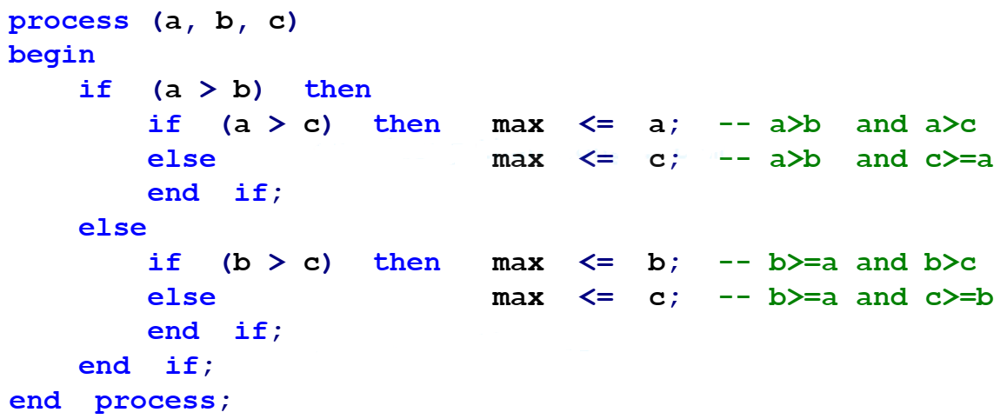 process (a, b, c)
begin
    if  (a > b)  then
        if  (a > c)  then   max  <=  a;  -- a>b  and a>c
        else                max  <=  c;  -- a>b  and c>=a
        end  if;
    else
        if  (b > c)  then   max  <=  b;  -- b>=a and b>c
        else                max  <=  c;  -- b>=a and c>=b
        end  if;
    end  if;
end  process;